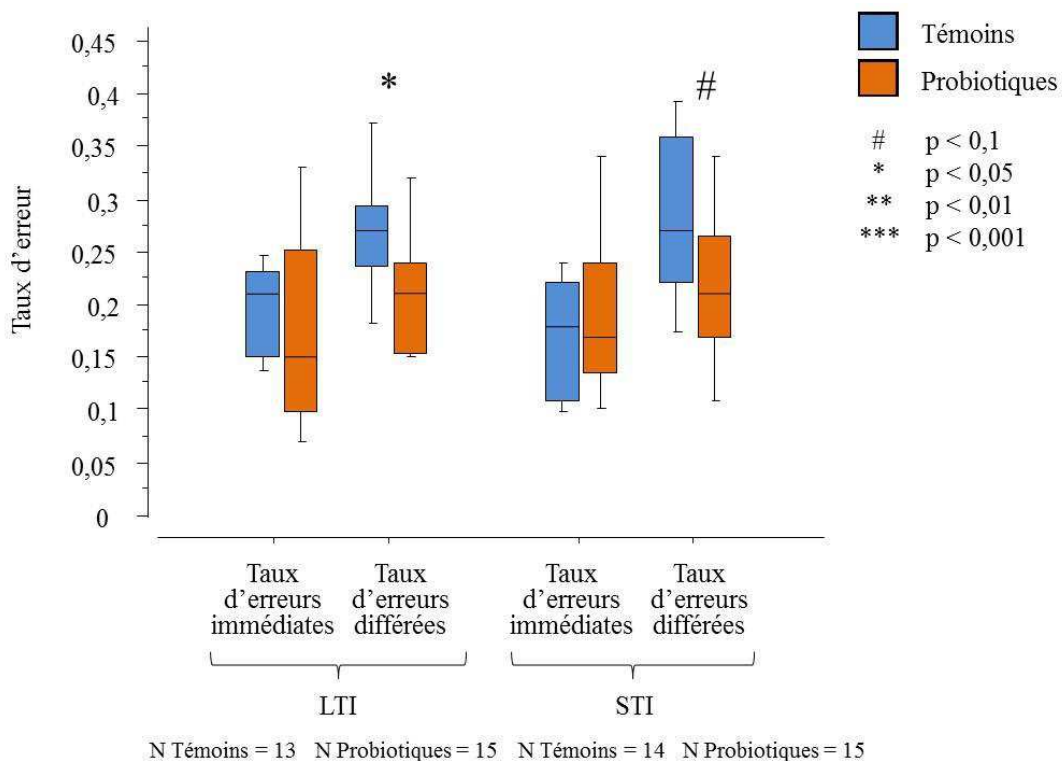 Témoins
Probiotiques
# p < 0,1
* p < 0,05
** p < 0,01
*** p < 0,001
Taux d’erreur
0,45
0,4
0,35
0,3
0,25
0,2
0,15
0,1
0,05
0
*
#
Taux d’erreurs immédiates
Taux d’erreurs différées
Taux d’erreurs immédiates
Taux d’erreurs différées
LTI
STI
N Témoins = 13 N Probiotiques = 15 N Témoins = 14 N Probiotiques = 15